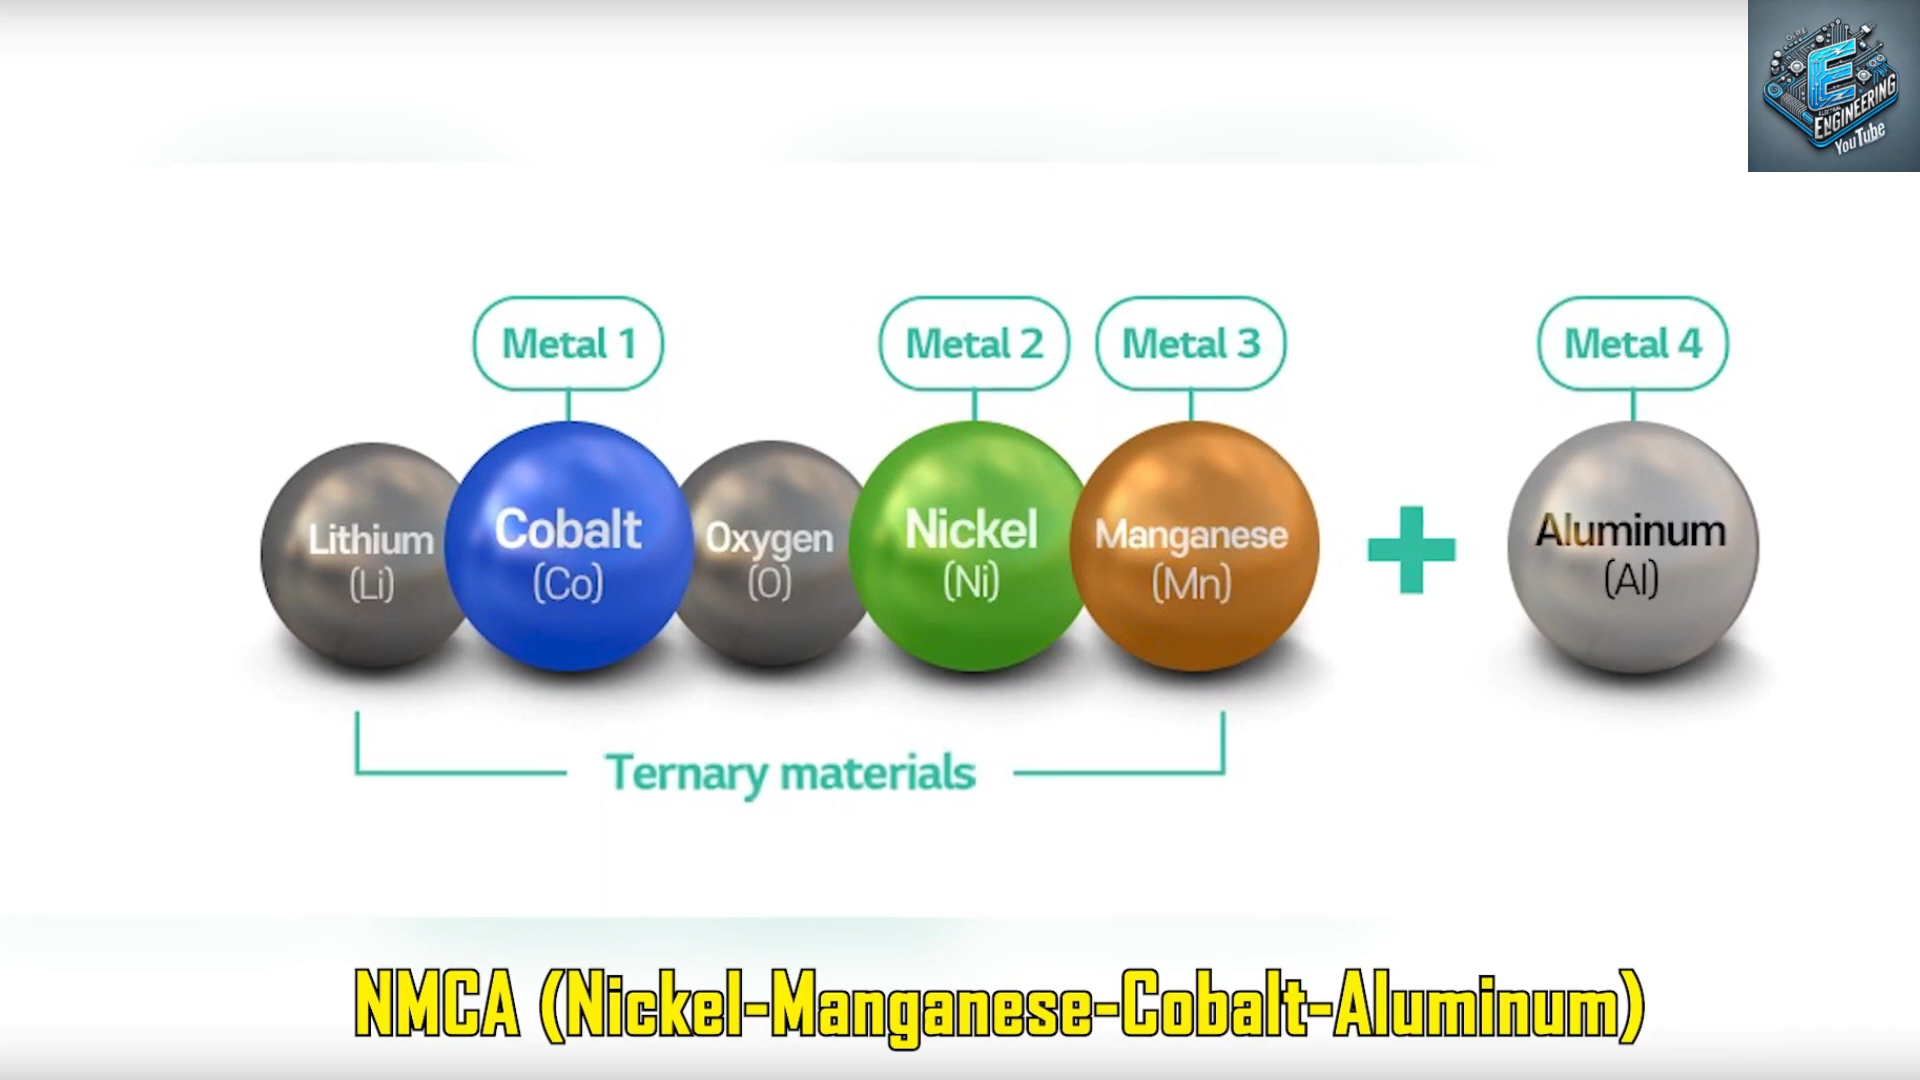 Metal 1
Metal 2
Metal 3
Metal 4
Lithium
(Li)
Cobalt
(Co)
Oxygen
(O)
Nickel
(Ni)
Manganese
(Mn)
Aluminum
(Al)
Ternary materials
NMCA (Nickel-Manganese-Cobalt-Aluminum)
E
ENGINEERING
YouTube